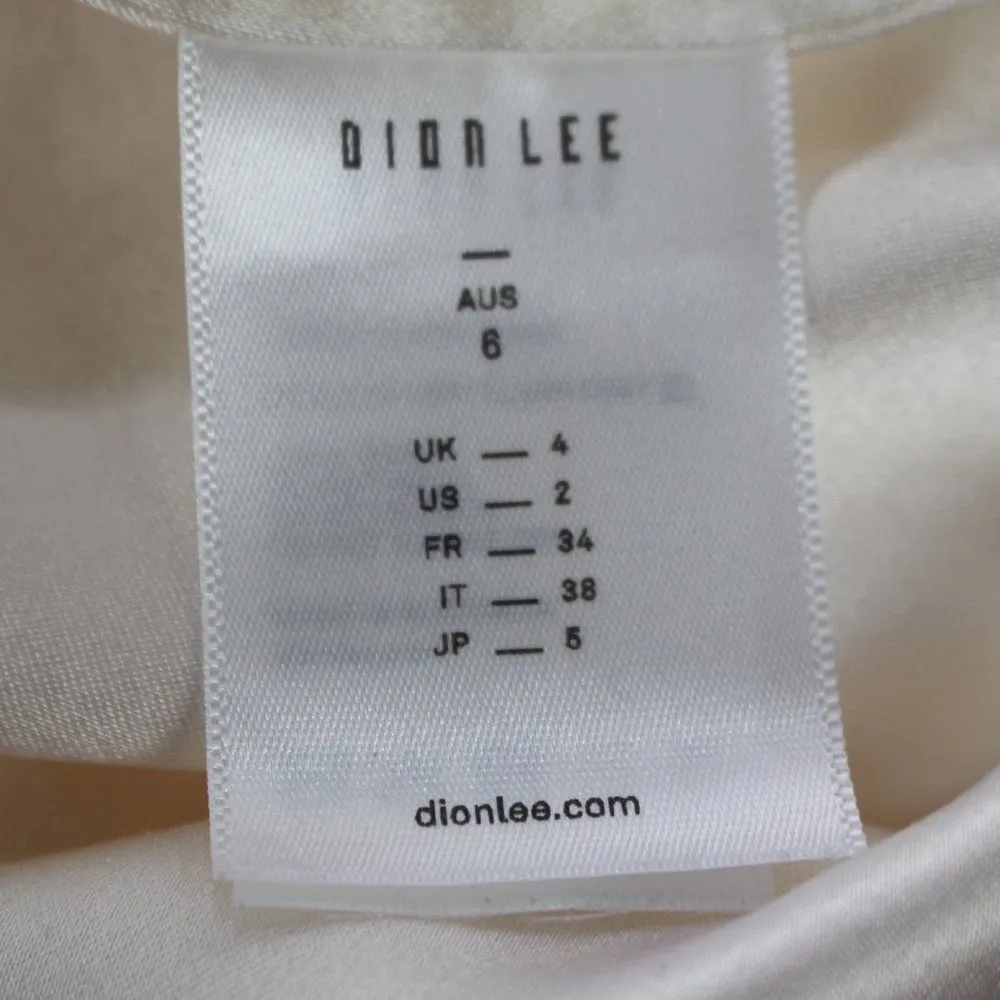 DION LEE
—
AUS
6
UK — 4
US — 2
FR — 34
IT — 38
JP — 5
dionlee.com